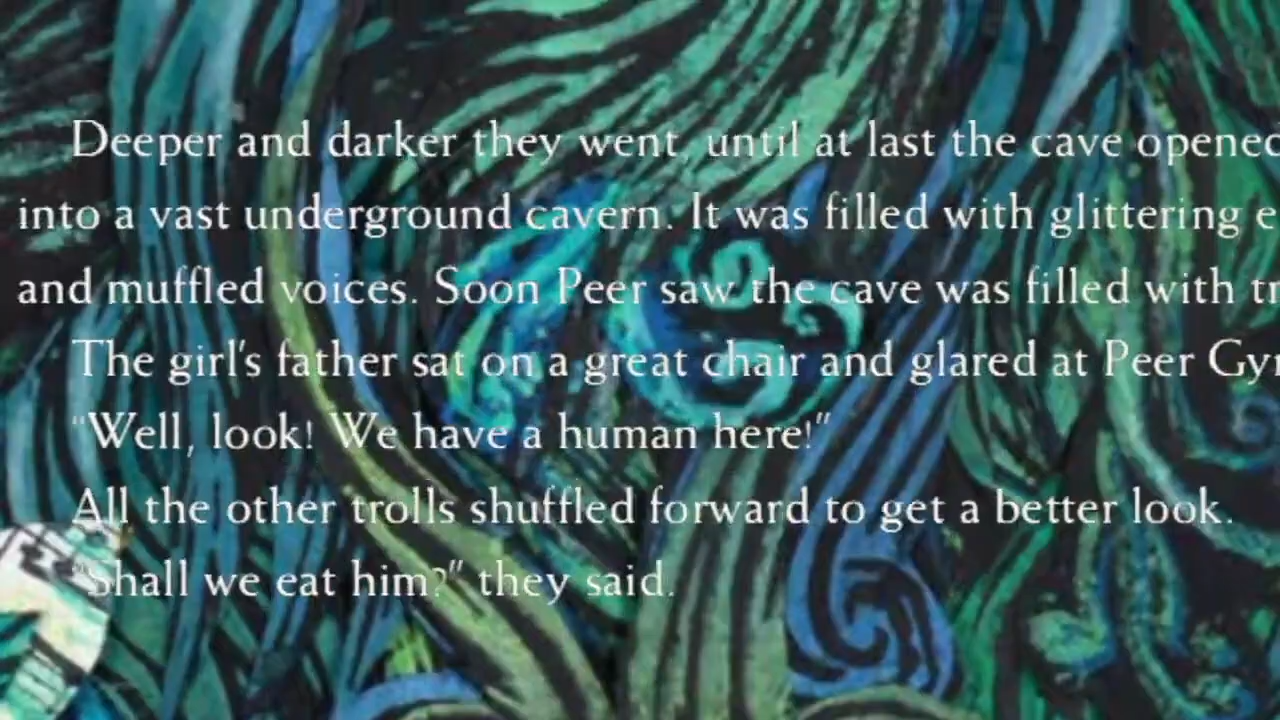 Deeper and darker they went, until at last the cave opened
into a vast underground cavern. It was filled with glittering
and muffled voices. Soon Peer saw the cave was filled with
The girl's father sat on a great chair and glared at Peer
“Well, look! We have a human here!”
All the other trolls shuffled forward to get a better look.
“Shall we eat him?” they said.